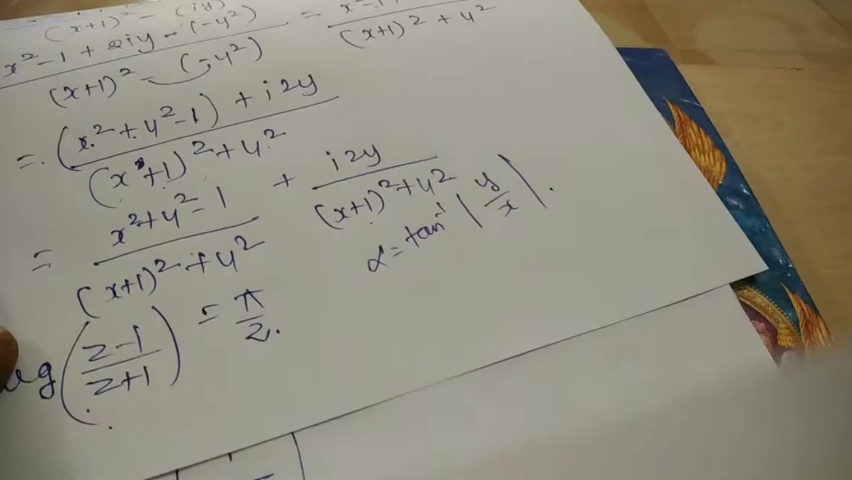 (x+1)² - (iy)
x² - 1 + 2iy - (-y²) / (x+1)² - (-y²) = x² - 1 / (x+1)² + y²
= (x² + y² - 1) + i2y / (x+1)² + y²
= x² + y² - 1 / (x+1)² + y² + i2y / (x+1)² + y²
α = tan⁻¹ | y/x | .
arg ( z-1 / z+1 ) = π/2 .